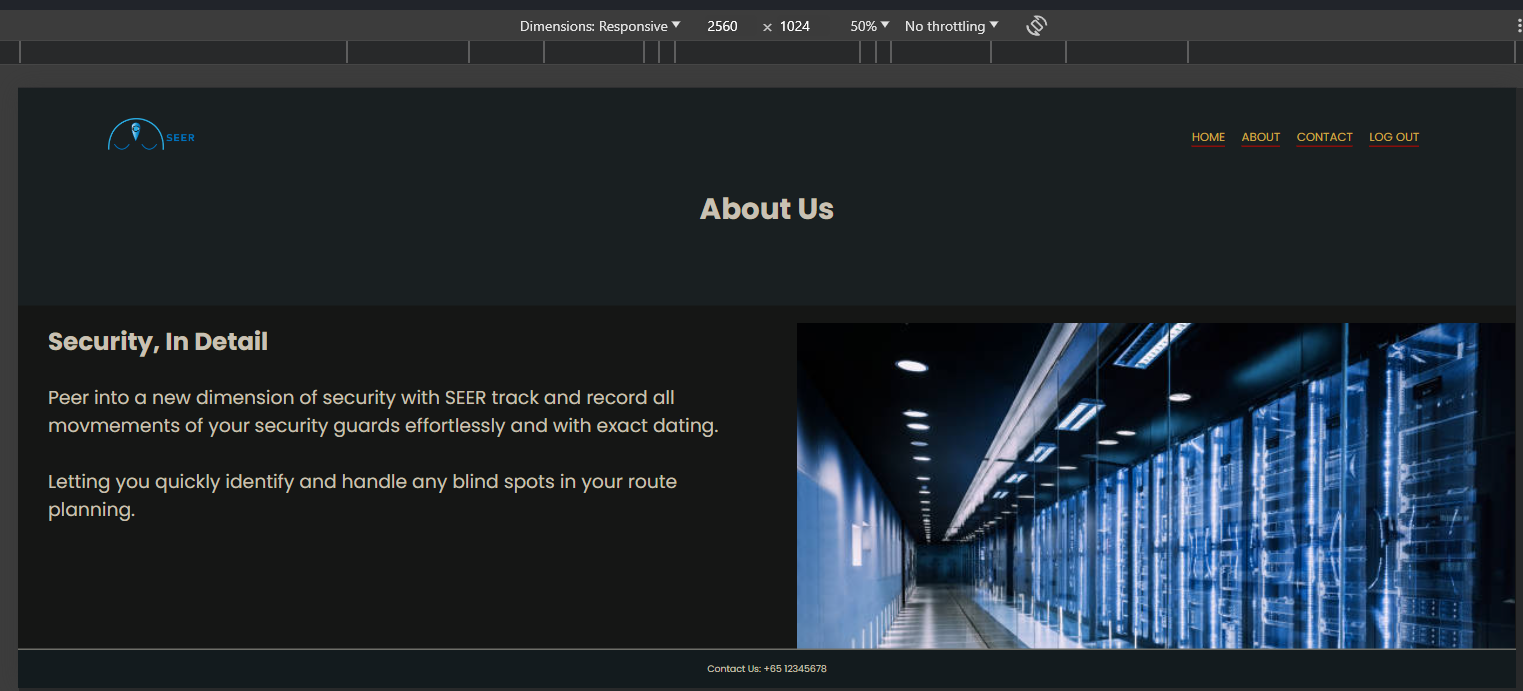 Dimensions: Responsive 2560 × 1024 50% No throttling
SEER
HOME ABOUT CONTACT LOG OUT
About Us
Security, In Detail
Peer into a new dimension of security with SEER track and record all
movmements of your security guards effortlessly and with exact dating.
Letting you quickly identify and handle any blind spots in your route
planning.
Contact Us: +65 12345678